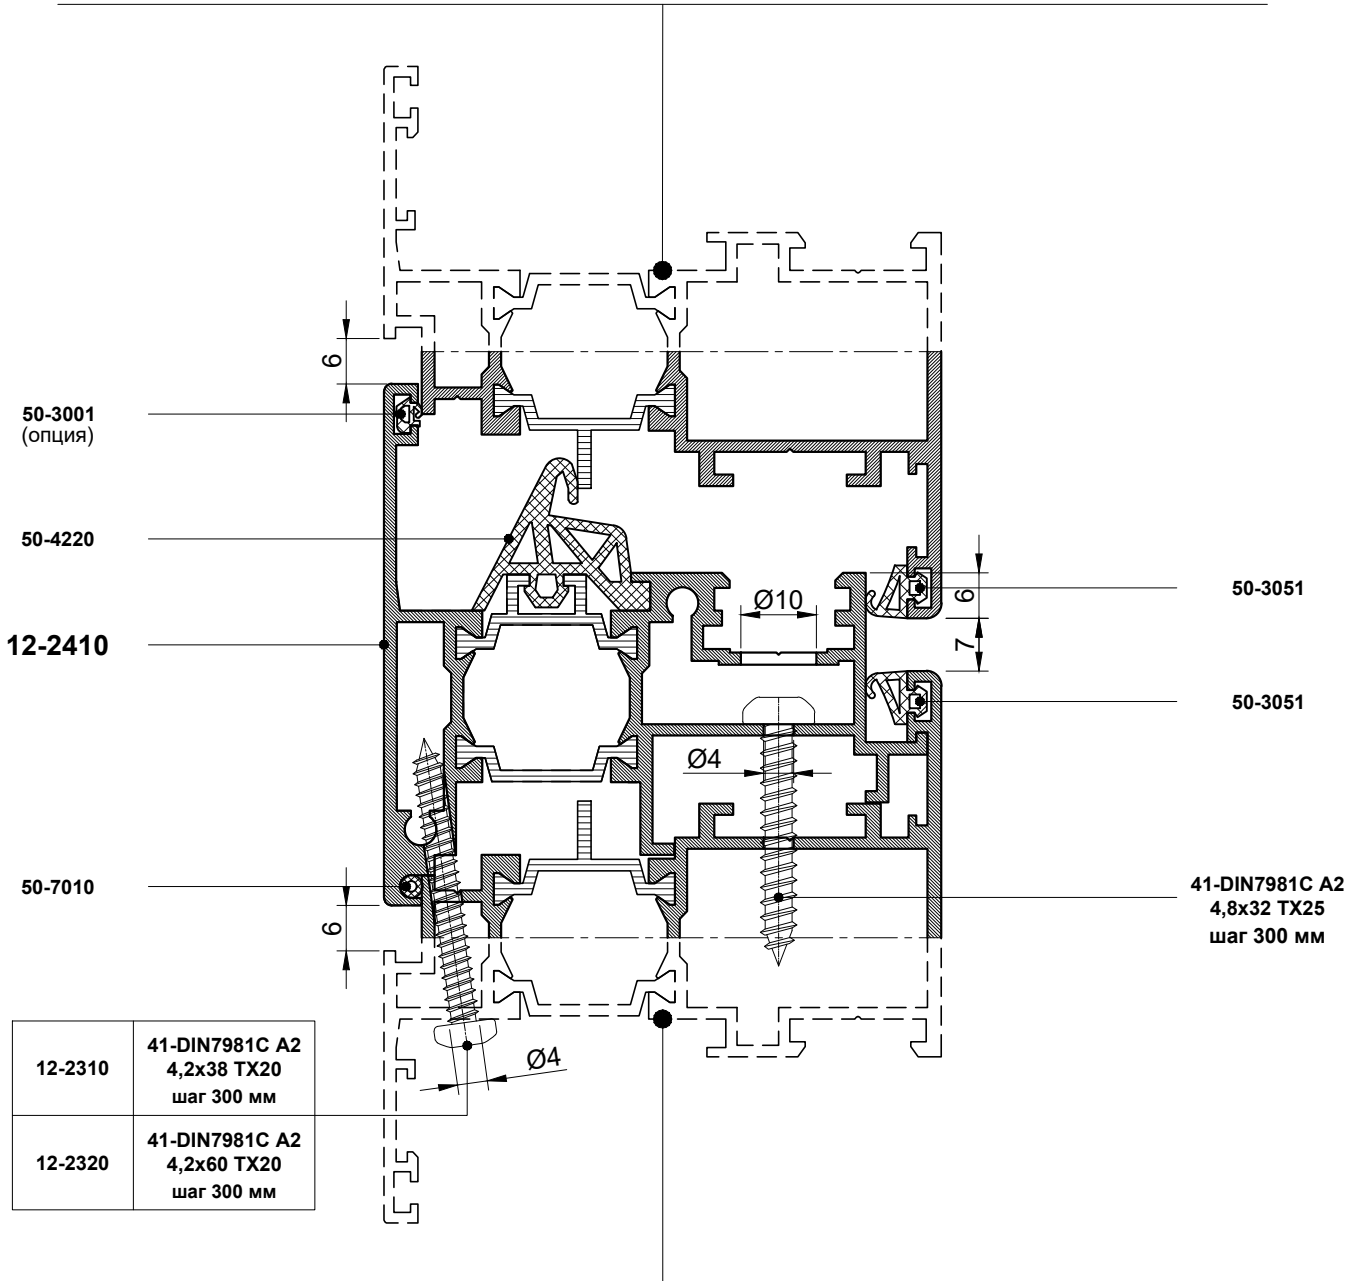 6
50-3001
(опция)
50-4220
12-2410
Ø10
6
50-3051
7
50-3051
Ø4
50-7010
6
41-DIN7981C A2
4,8x32 TX25
шаг 300 мм
12-2310
41-DIN7981C A2
4,2x38 TX20
шаг 300 мм
Ø4
12-2320
41-DIN7981C A2
4,2x60 TX20
шаг 300 мм